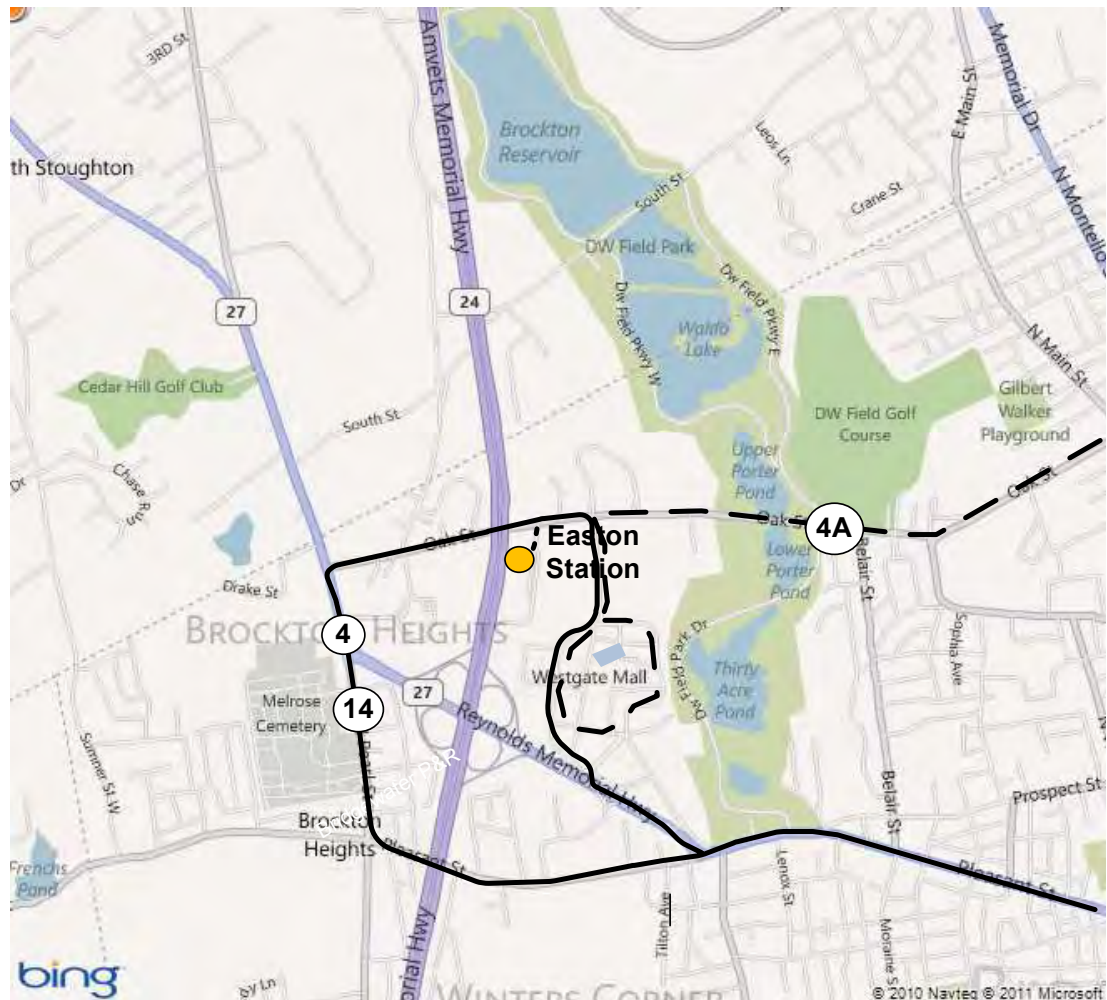 3RD St
Amvets Memorial Hwy
E Main St
Memorial Dr
Brockton
Reservoir
Leos Ln
th Stoughton
South St
Crane St
N Montello S
DW Field Park
27
24
Dw Field Pkwy W
Dw Field Pkwy E
Waldo
Lake
N Main St
Cedar Hill Golf Club
South St
DW Field Golf
Course
Gilbert
Walker
Playground
Dr
Chase Run
Upper
Porter
Pond
Oak St
Oak St
Oak St
4A
Easton
Station
Lower
Porter
Pond
Belair St
Drake St
BROCKTON HEIGHTS
4
Sophia Ave
Dw Field Park Dr
Westgate Mall
Thirty
Acre
Pond
27
Melrose
Cemetery
14
Reynolds Memorial Hwy
Sumner St W
Pearl St
Belair St
Prospect St
Brockton
Heights
Pleasant St
Frenchs
Pond
Lenox St
Pleasant St
Tilton Ave
Moraine S
orial Hwy
by Ln
WINTERS CORNER
bing
© 2010 Navteq © 2011 Microsoft